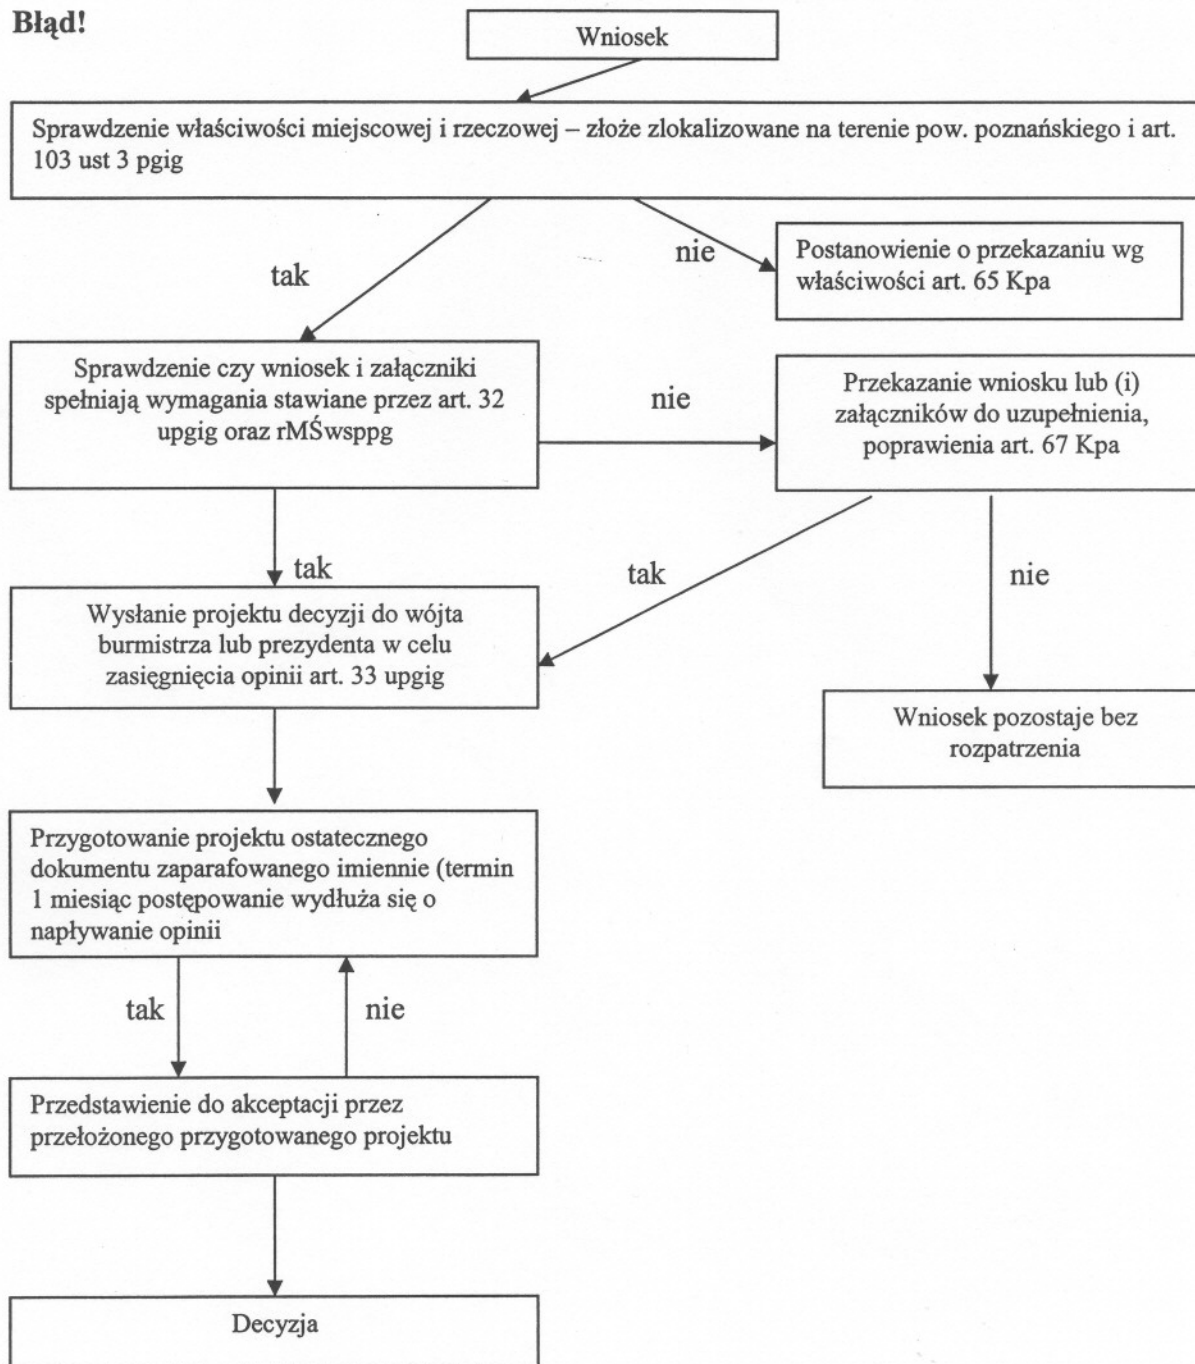 Błąd!
Wniosek
Sprawdzenie właściwości miejscowej i rzeczowej – złoże zlokalizowane na terenie pow. poznańskiego i art.
103 ust 3 pgig
tak
nie
Postanowienie o przekazaniu wg
właściwości art. 65 Kpa
Sprawdzenie czy wniosek i załączniki
spełniają wymagania stawiane przez art. 32
upgig oraz rMŚwsppg
nie
Przekazanie wniosku lub (i)
załączników do uzupełnienia,
poprawienia art. 67 Kpa
tak
tak
nie
Wysłanie projektu decyzji do wójta
burmistrza lub prezydenta w celu
zasięgnięcia opinii art. 33 upgig
Wniosek pozostaje bez
rozpatrzenia
Przygotowanie projektu ostatecznego
dokumentu zaparafowanego imiennie (termin
1 miesiąc postępowanie wydłuża się o
napływanie opinii
tak
nie
Przedstawienie do akceptacji przez
przełożonego przygotowanego projektu
Decyzja